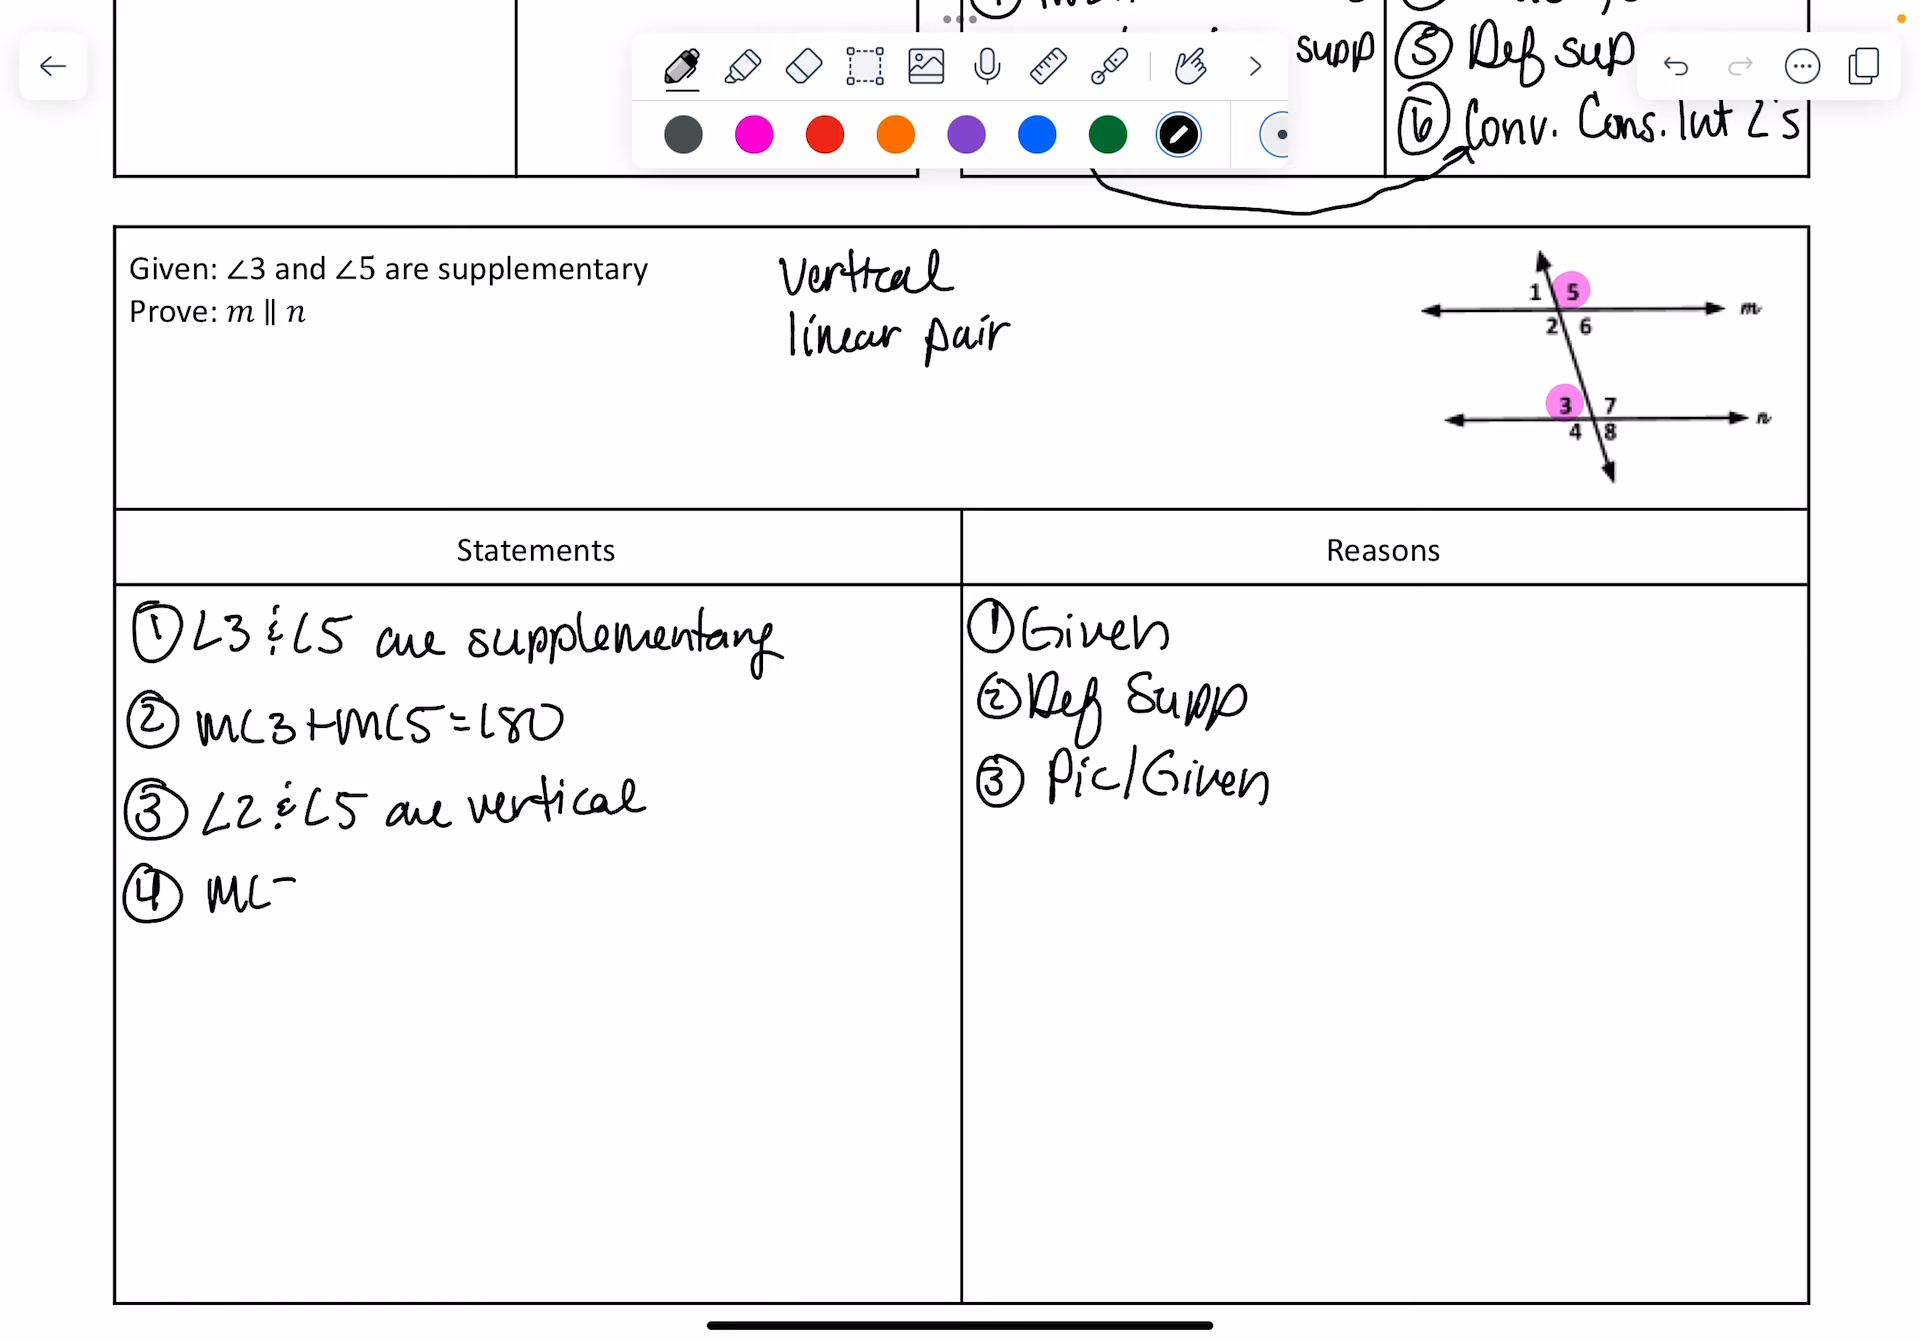 supp
⑤ Def sup
⑥ Conv. Cons. Int ∠'s
Given: ∠3 and ∠5 are supplementary
Prove: m ∥ n
Vertical
linear pair
1 5
m
2 6
3 7
n
4 8
Statements
Reasons
① ∠3 & ∠5 are supplementary
① Given
② m∠3+m∠5=180
② Def Supp
③ ∠2 & ∠5 are vertical
③ Pic/Given
④ m∠